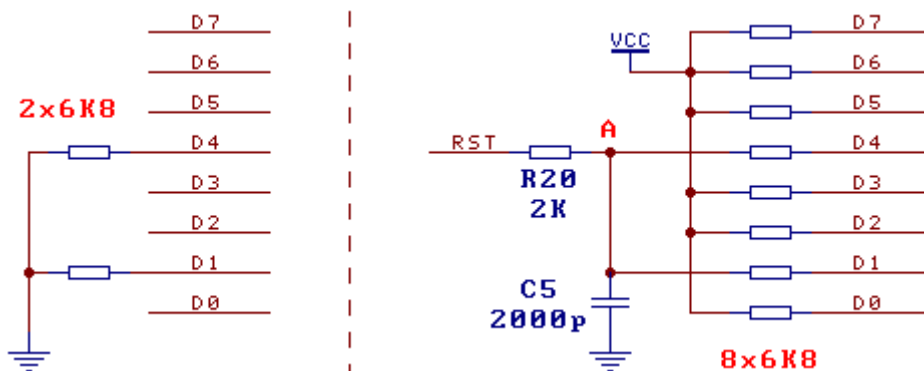 D7
D6
2x6K8
D5
D4
D3
D2
D1
D0
VCC
D7
D6
D5
A
RST
D4
R20
2K
D3
D2
D1
C5
2000p
D0
8x6K8